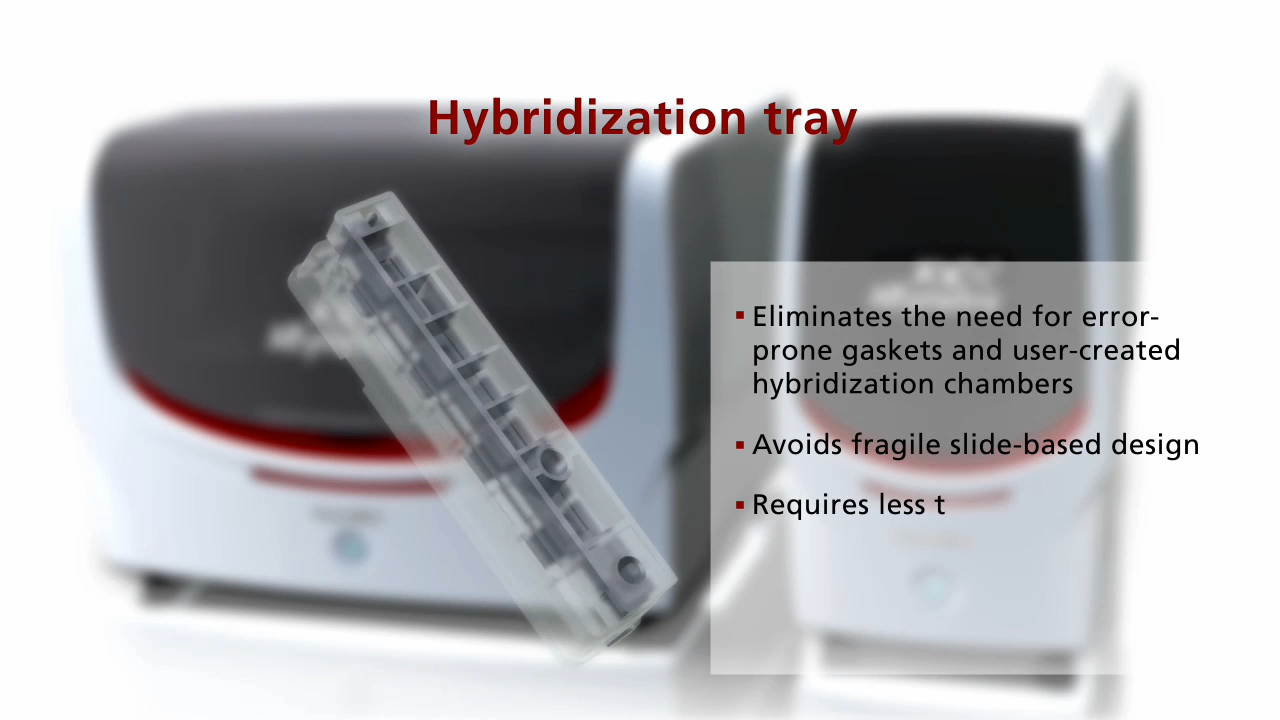 Hybridization tray
Eliminates the need for error-
prone gaskets and user-created
hybridization chambers
Avoids fragile slide-based design
Requires less t